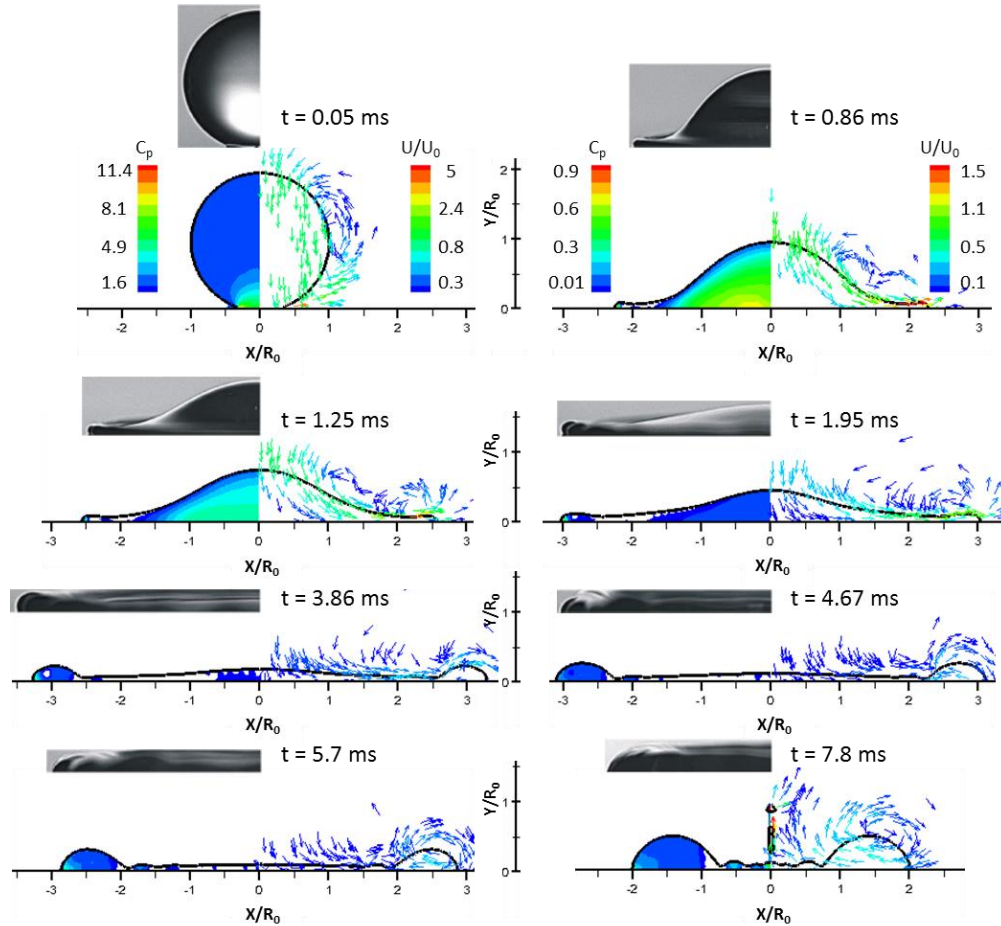 t = 0.05 ms
t = 0.86 ms
Cp
U/U0
Cp
U/U0
11.4
8.1
4.9
1.6
5
2.4
0.8
0.3
Y/R0
2
1
0
0.9
0.6
0.3
0.01
1.5
1.1
0.5
0.1
-2 -1 0 1 2 3
X/R0
-3 -2 -1 0 1 2 3
X/R0
t = 1.25 ms
t = 1.95 ms
Y/R0
1
0
-3 -2 -1 0 1 2 3
X/R0
-3 -2 -1 0 1 2 3
X/R0
t = 3.86 ms
t = 4.67 ms
Y/R0
1
0
-3 -2 -1 0 1 2 3
X/R0
-3 -2 -1 0 1 2 3
X/R0
t = 5.7 ms
t = 7.8 ms
Y/R0
1
0
-3 -2 -1 0 1 2 3
X/R0
-2 -1 0 1 2
X/R0